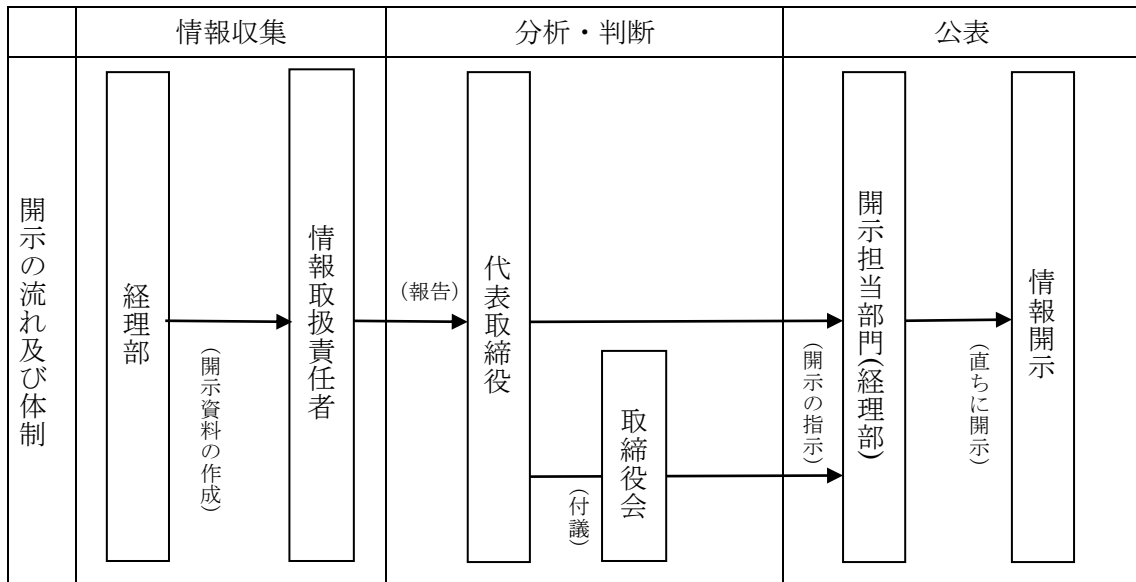 情報収集
分析・判断
公表
開示の流れ及び体制
経理部
(開示資料の作成)
情報取扱責任者
(報告)
代表取締役
(付議)
取締役会
(開示の指示)
開示担当部門(経理部)
(直ちに開示)
情報開示